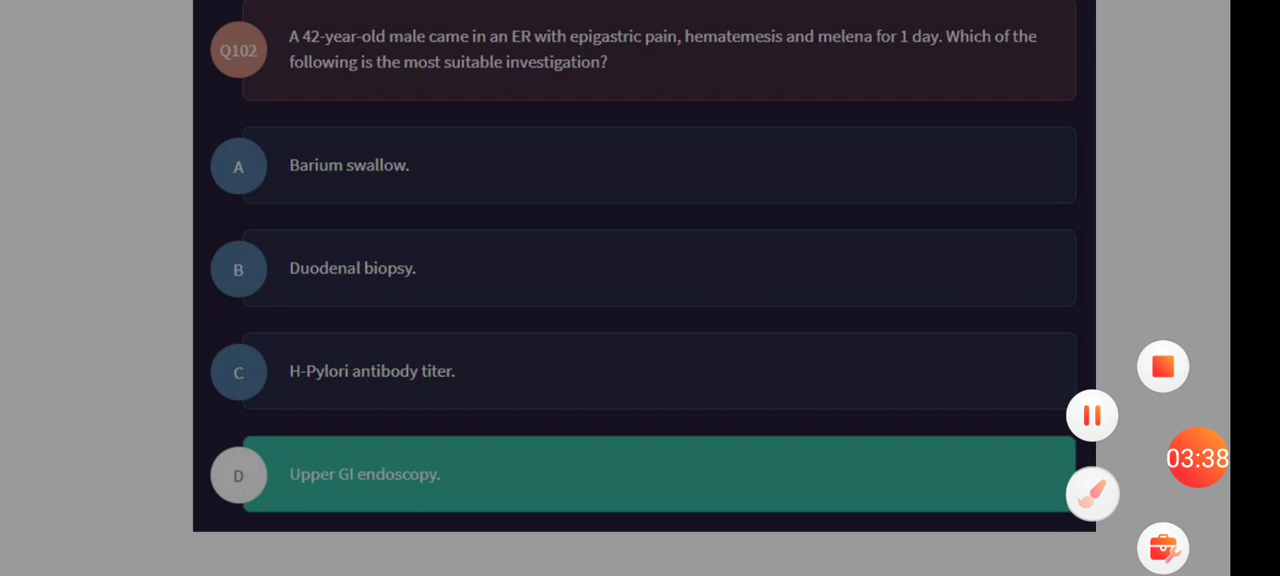 Q102
A 42-year-old male came in an ER with epigastric pain, hematemesis and melena for 1 day. Which of the
following is the most suitable investigation?
A
Barium swallow.
B
Duodenal biopsy.
C
H-Pylori antibody titer.
D
Upper GI endoscopy.
03:38